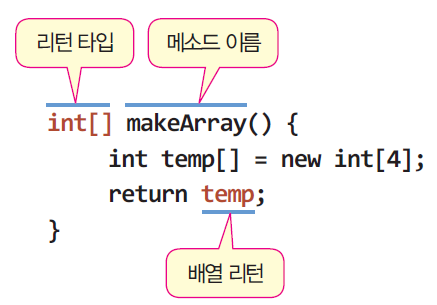 리턴 타입 메소드 이름
int[] makeArray() {
int temp[] = new int[4];
return temp;
}
배열 리턴